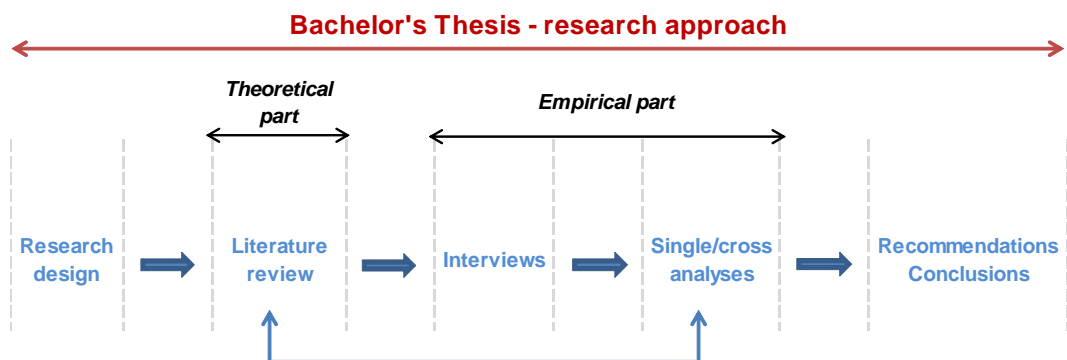 Bachelor's Thesis - research approach
Theoretical
part
Empirical part
Research
design
Literature
review
Interviews
Single/cross
analyses
Recommendations
Conclusions